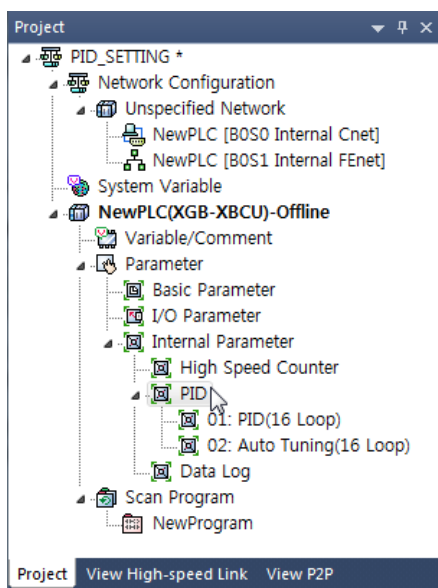 Project
PID_SETTING *
Network Configuration
Unspecified Network
NewPLC [B0S0 Internal Cnet]
NewPLC [B0S1 Internal FEnet]
System Variable
NewPLC(XGB-XBCU)-Offline
Variable/Comment
Parameter
Basic Parameter
I/O Parameter
Internal Parameter
High Speed Counter
PID
01: PID(16 Loop)
02: Auto Tuning(16 Loop)
Data Log
Scan Program
NewProgram
Project View High-speed Link View P2P